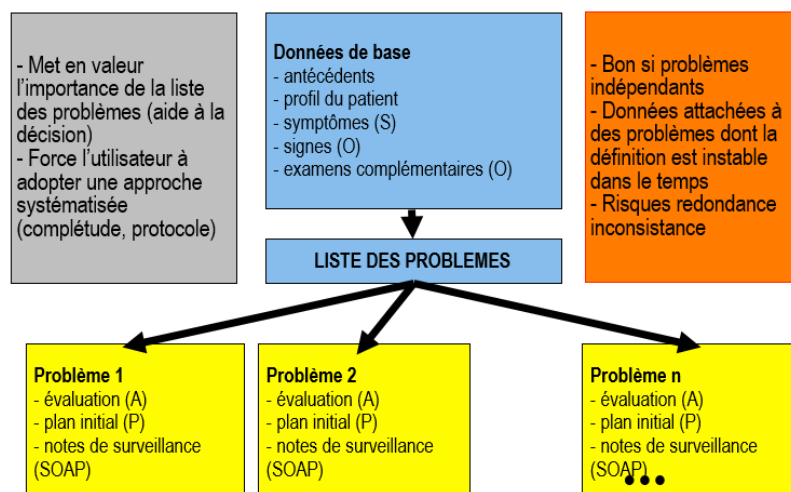 - Met en valeur
l'importance de la liste
des problèmes (aide à la
décision)
- Force l'utilisateur à
adopter une approche
systématisée
(complétude, protocole)
Données de base
- antécédents
- profil du patient
- symptômes (S)
- signes (O)
- examens complémentaires (O)
- Bon si problèmes
indépendants
- Données attachées à
des problèmes dont la
définition est instable
dans le temps
- Risques redondance
inconsistance
LISTE DES PROBLEMES
Problème 1
- évaluation (A)
- plan initial (P)
- notes de surveillance
(SOAP)
Problème 2
- évaluation (A)
- plan initial (P)
- notes de surveillance
(SOAP)
Problème n
- évaluation (A)
- plan initial (P)
- notes de surveillance
(SOAP)
...